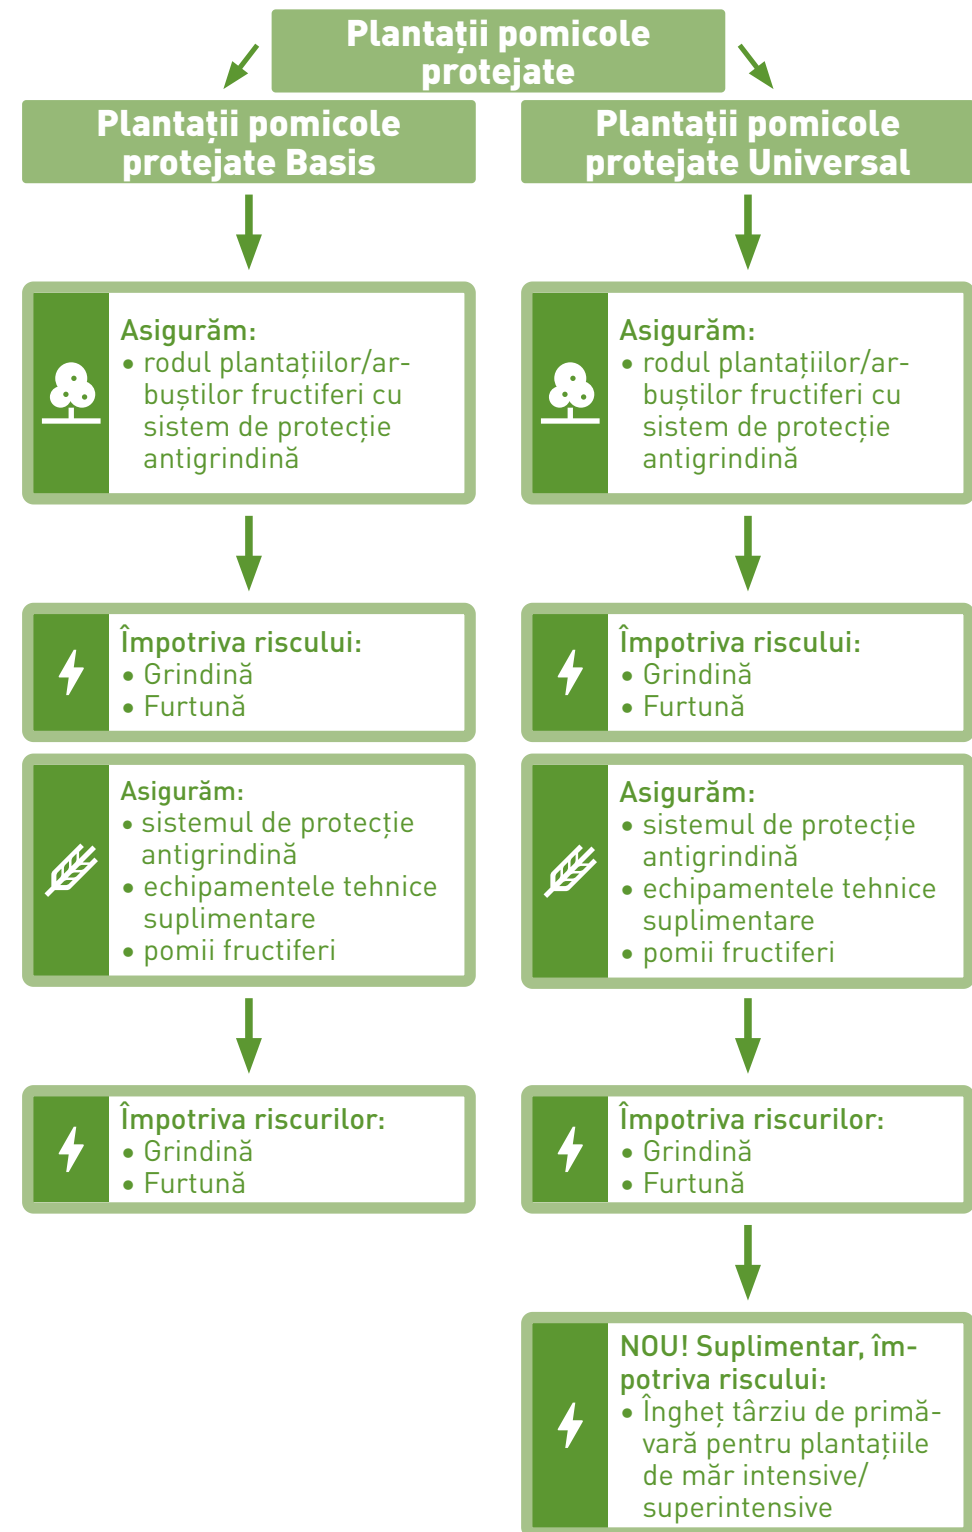 Plantații pomicole
protejate
Plantații pomicole
protejate Basis
Asigurăm:
• rodul plantațiilor/ar-
buștilor fructiferi cu
sistem de protecție
antigrindină
Împotriva riscului:
• Grindină
• Furtună
Asigurăm:
• sistemul de protecție
antigrindină
• echipamentele tehnice
suplimentare
• pomii fructiferi
Împotriva riscurilor:
• Grindină
• Furtună
Plantații pomicole
protejate Universal
Asigurăm:
• rodul plantațiilor/ar-
buștilor fructiferi cu
sistem de protecție
antigrindină
Împotriva riscului:
• Grindină
• Furtună
Asigurăm:
• sistemul de protecție
antigrindină
• echipamentele tehnice
suplimentare
• pomii fructiferi
Împotriva riscurilor:
• Grindină
• Furtună
NOU! Suplimentar, îm-
potriva riscului:
• Îngheț târziu de primă-
vară pentru plantațiile
de măr intensive/
superintensive